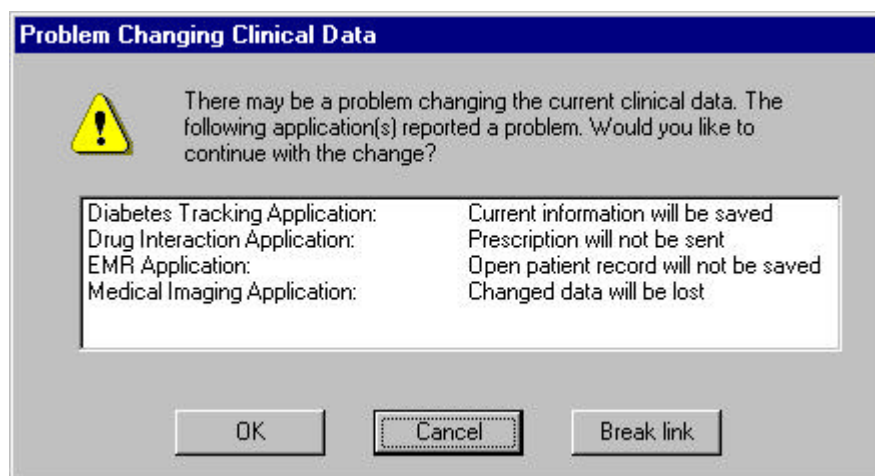 Problem Changing Clinical Data
There may be a problem changing the current clinical data. The
following application(s) reported a problem. Would you like to
continue with the change?
Diabetes Tracking Application: Current information will be saved
Drug Interaction Application: Prescription will not be sent
EMR Application: Open patient record will not be saved
Medical Imaging Application: Changed data will be lost
OK Cancel Break link